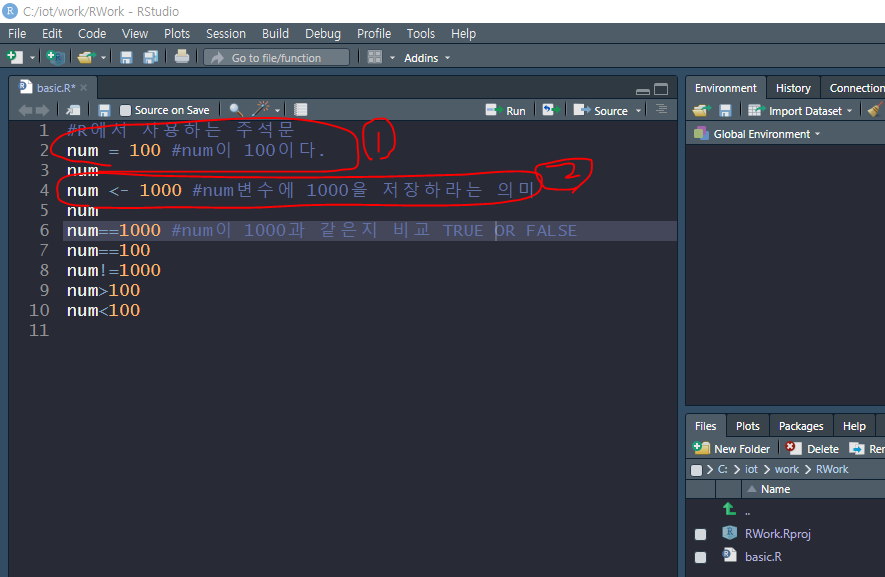 C:/iot/work/RWork - RStudio
File Edit Code View Plots Session Build Debug Profile Tools Help
Go to file/function Addins
basic.R*
Source on Save Run Source
1 #R에서 사용하는 주석문
2 num = 100 #num이 100이다.
3 num
4 num <- 1000 #num변수에 1000을 저장하라는 의미
5 num
6 num==1000 #num이 1000과 같은지 비교 TRUE OR FALSE
7 num==100
8 num!=1000
9 num>100
10 num<100
11
1
2
Environment History Connection
Import Dataset
Global Environment
Files Plots Packages Help
New Folder Delete Rer
C: iot work RWork
Name
..
RWork.Rproj
basic.R